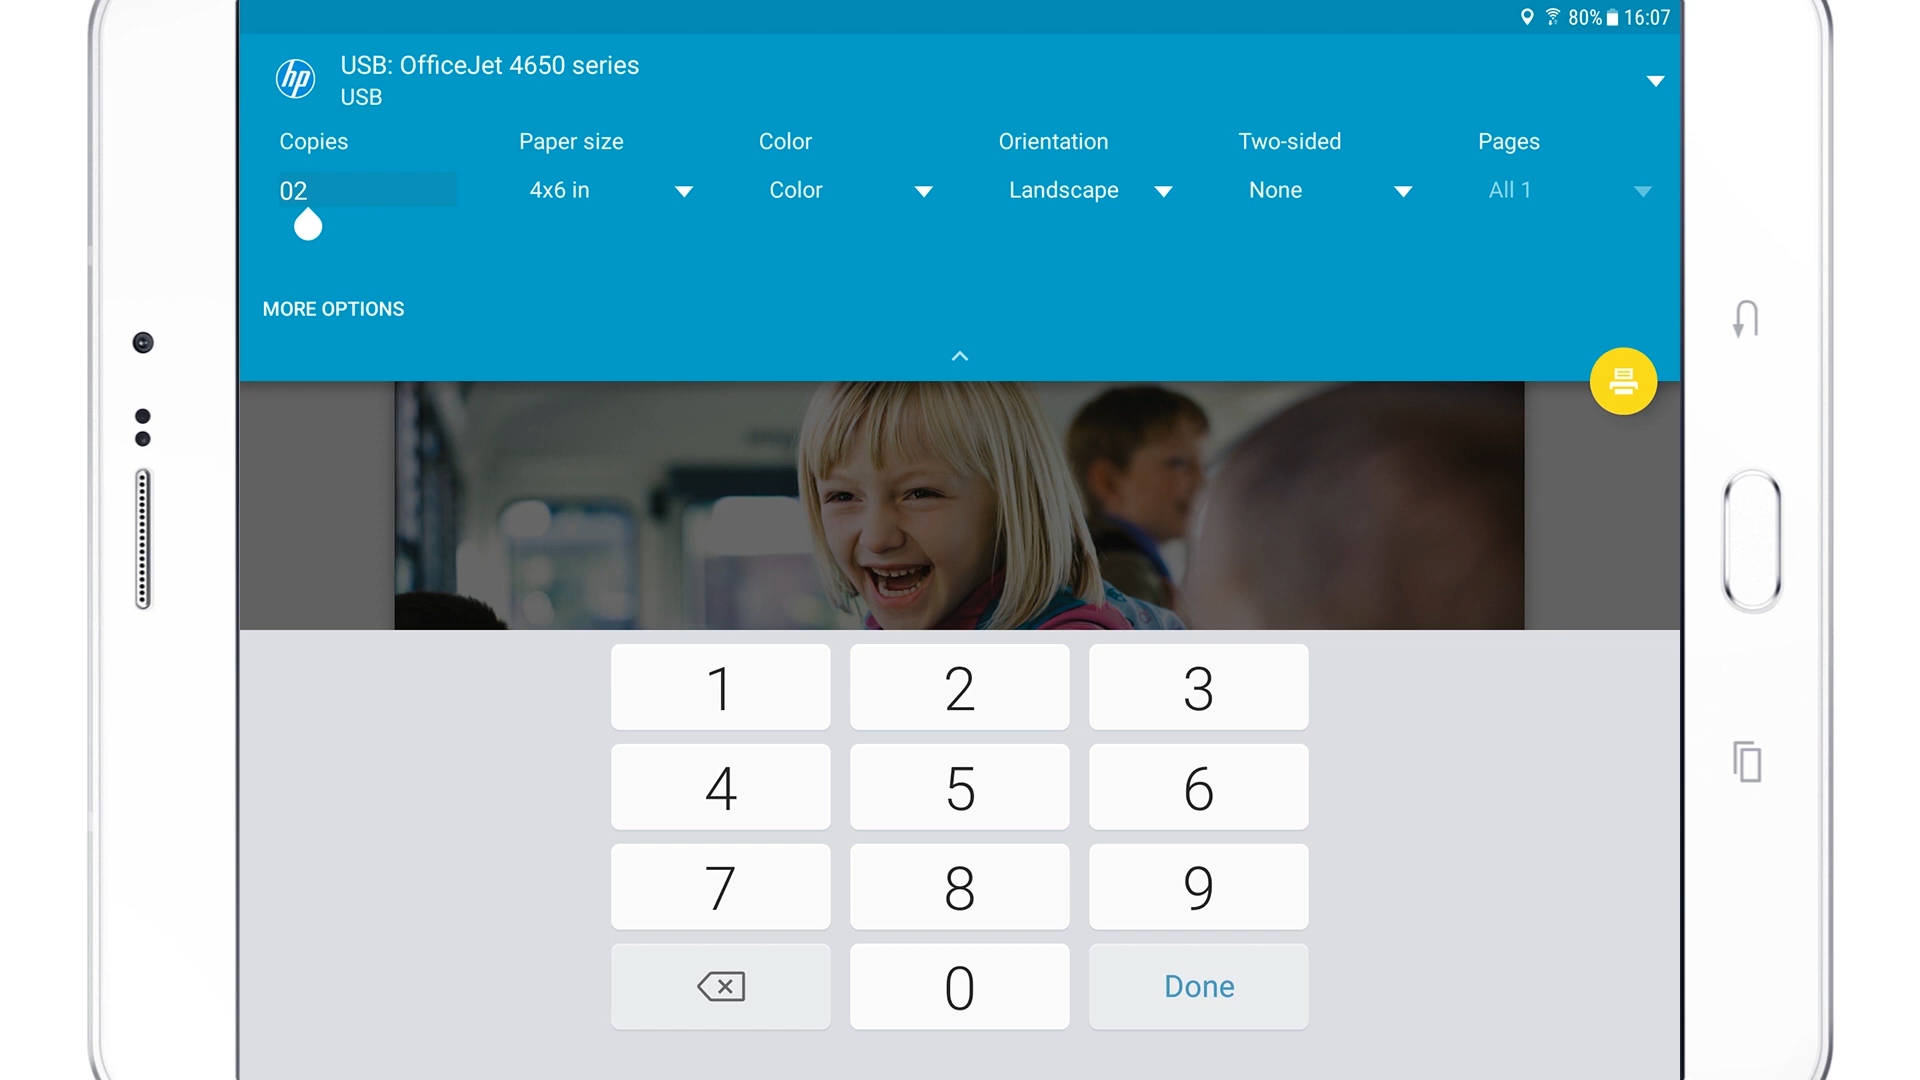 80% 16:07
hp
USB: OfficeJet 4650 series
USB
Copies Paper size Color Orientation Two-sided Pages
02 4x6 in Color Landscape None All 1
MORE OPTIONS
1 2 3
4 5 6
7 8 9
0 Done